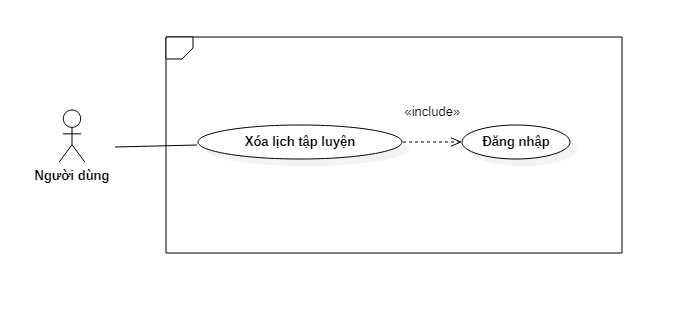 «include»
Xóa lịch tập luyện
Đăng nhập
Người dùng